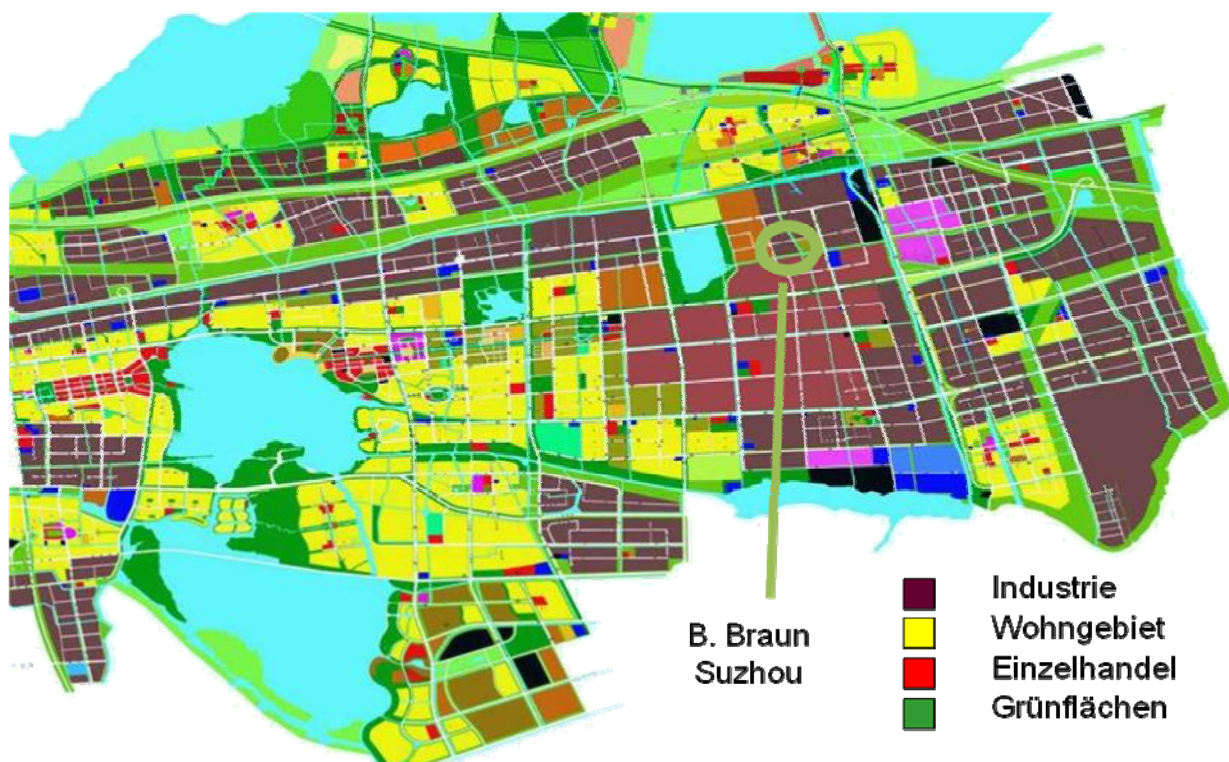 B. Braun
Suzhou
Industrie
Wohngebiet
Einzelhandel
Grünflächen